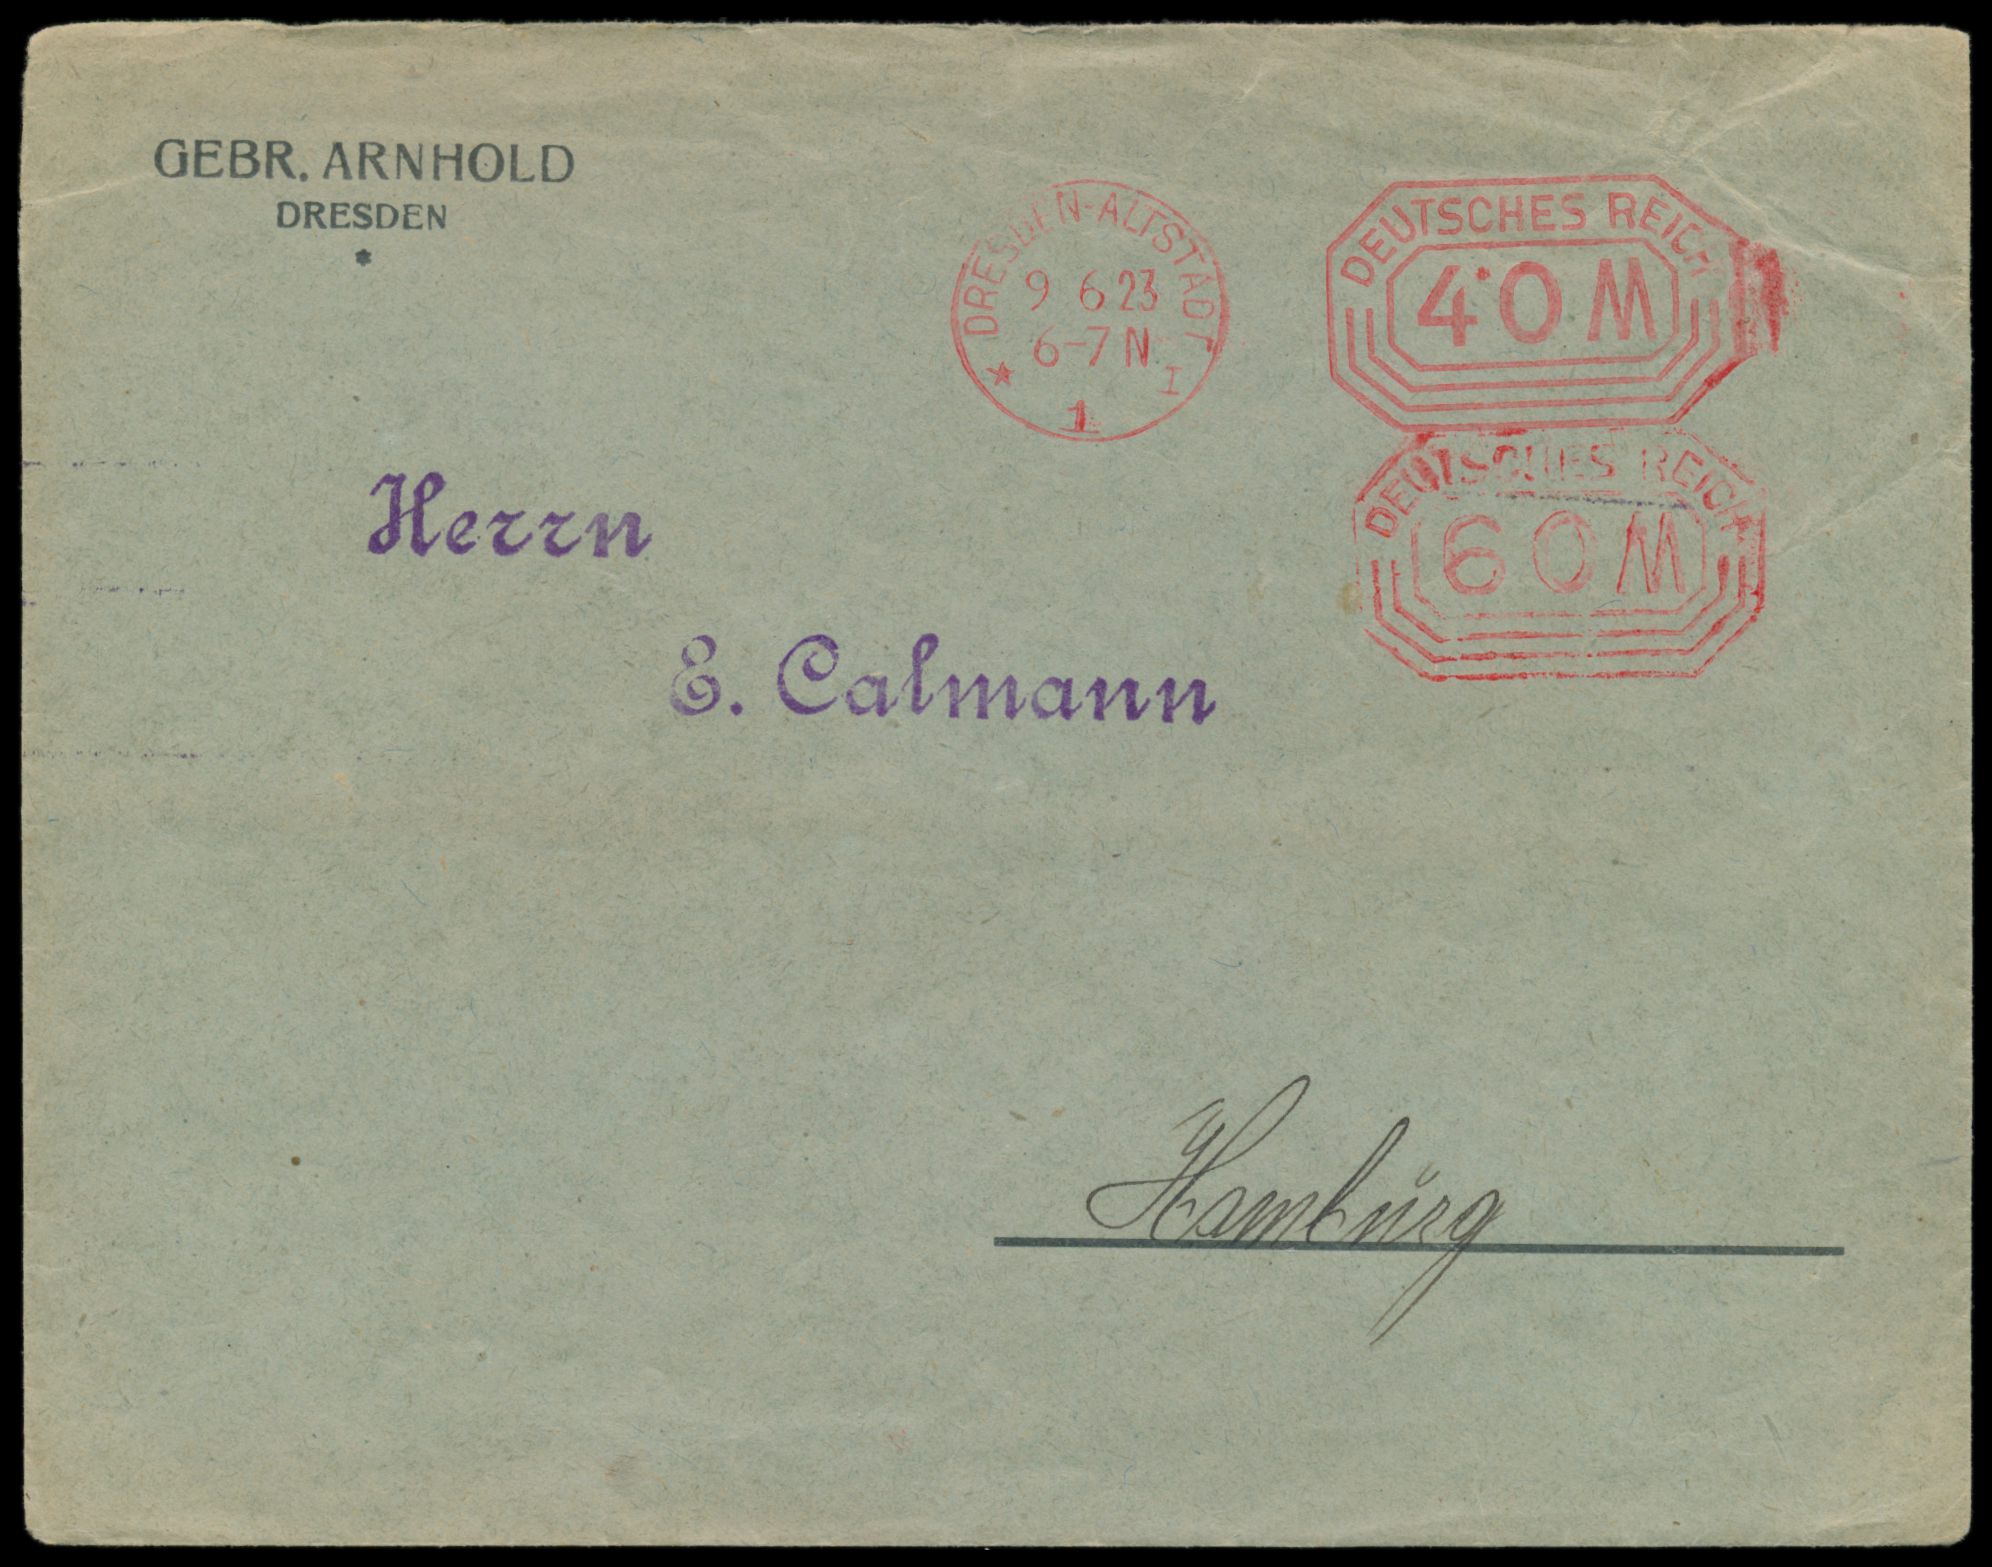 GEBR. ARNHOLD
DRESDEN
*
DRESDEN-ALTSTADT
9 6 23
6-7 N
* 1 I
DEUTSCHES REICH
40 M
DEUTSCHES REICH
60 M
Herrn
E. Calmann
Hamburg